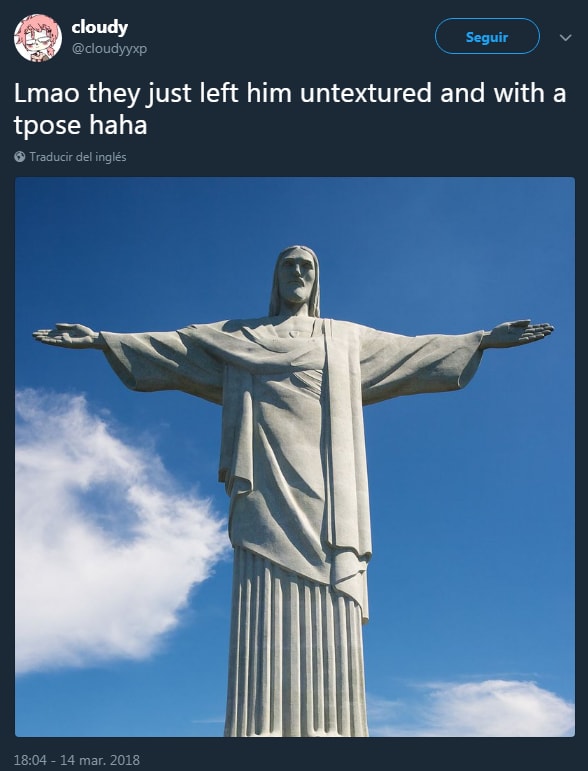 cloudy
@cloudyyxp
Seguir
Lmao they just left him untextured and with a
tpose haha
Traducir del inglés
18:04 - 14 mar. 2018